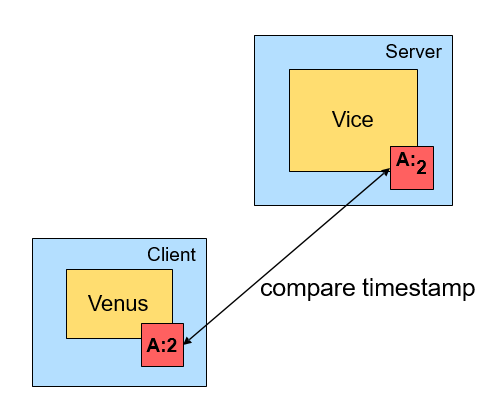 Server
Vice
A:2
Client
Venus
A:2
compare timestamp